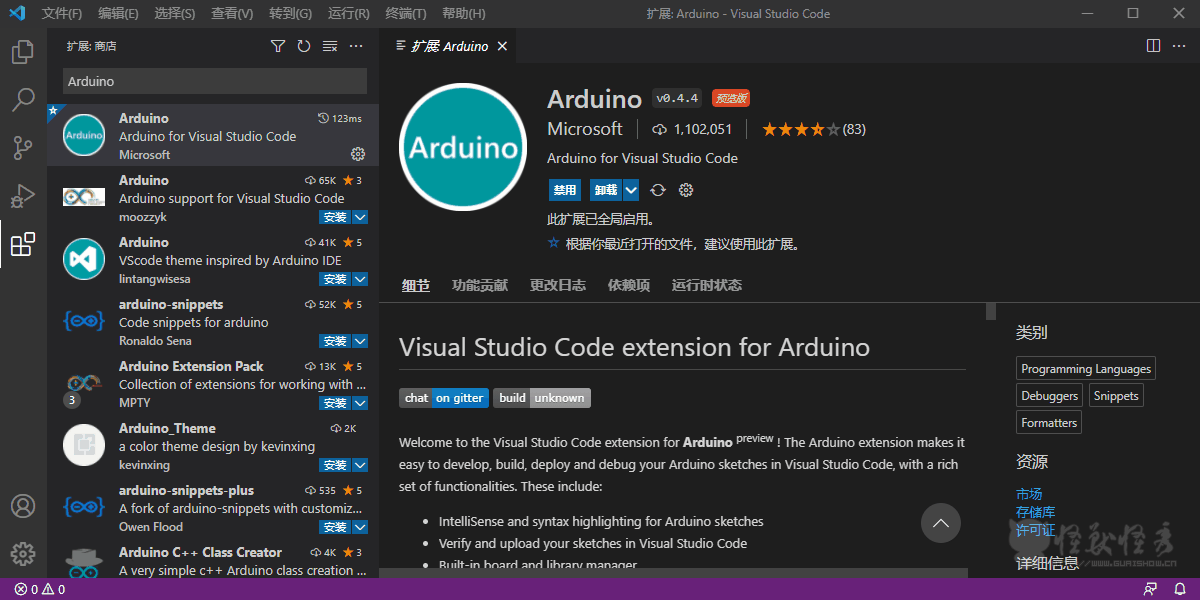 文件(F) 编辑(E) 选择(S) 查看(V) 转到(G) 运行(R) 终端(T) 帮助(H) 扩展: Arduino - Visual Studio Code
扩展: 商店
Arduino
Arduino 123ms
Arduino for Visual Studio Code
Microsoft
Arduino 65K 3
Arduino support for Visual Studio Code
moozzyk 安装
Arduino 41K 5
VScode theme inspired by Arduino IDE
lintangwisesa 安装
arduino-snippets 52K 5
Code snippets for arduino
Ronaldo Sena 安装
Arduino Extension Pack 13K 5
Collection of extensions for working with ...
3
MPTY 安装
Arduino_Theme 2K
a color theme design by kevinxing
kevinxing 安装
arduino-snippets-plus 535 5
A fork of arduino-snippets with customiz...
Owen Flood 安装
Arduino C++ Class Creator 4K 3
A very simple c++ Arduino class creation ...
扩展: Arduino
Arduino
Arduino v0.4.4 预览版
Microsoft 1,102,051 (83)
Arduino for Visual Studio Code
禁用 卸载
此扩展已全局启用。
根据你最近打开的文件，建议使用此扩展。
细节 功能贡献 更改日志 依赖项 运行时状态
Visual Studio Code extension for Arduino
chat on gitter build unknown
Welcome to the Visual Studio Code extension for Arduino preview ! The Arduino extension makes it
easy to develop, build, deploy and debug your Arduino sketches in Visual Studio Code, with a rich
set of functionalities. These include:
• IntelliSense and syntax highlighting for Arduino sketches
• Verify and upload your sketches in Visual Studio Code
• Built-in board and library manager
类别
Programming Languages
Debuggers Snippets
Formatters
资源
市场
存储库
许可证
详细信息
怪兽怪秀
WWW.GUAISHOW.CN
0 0